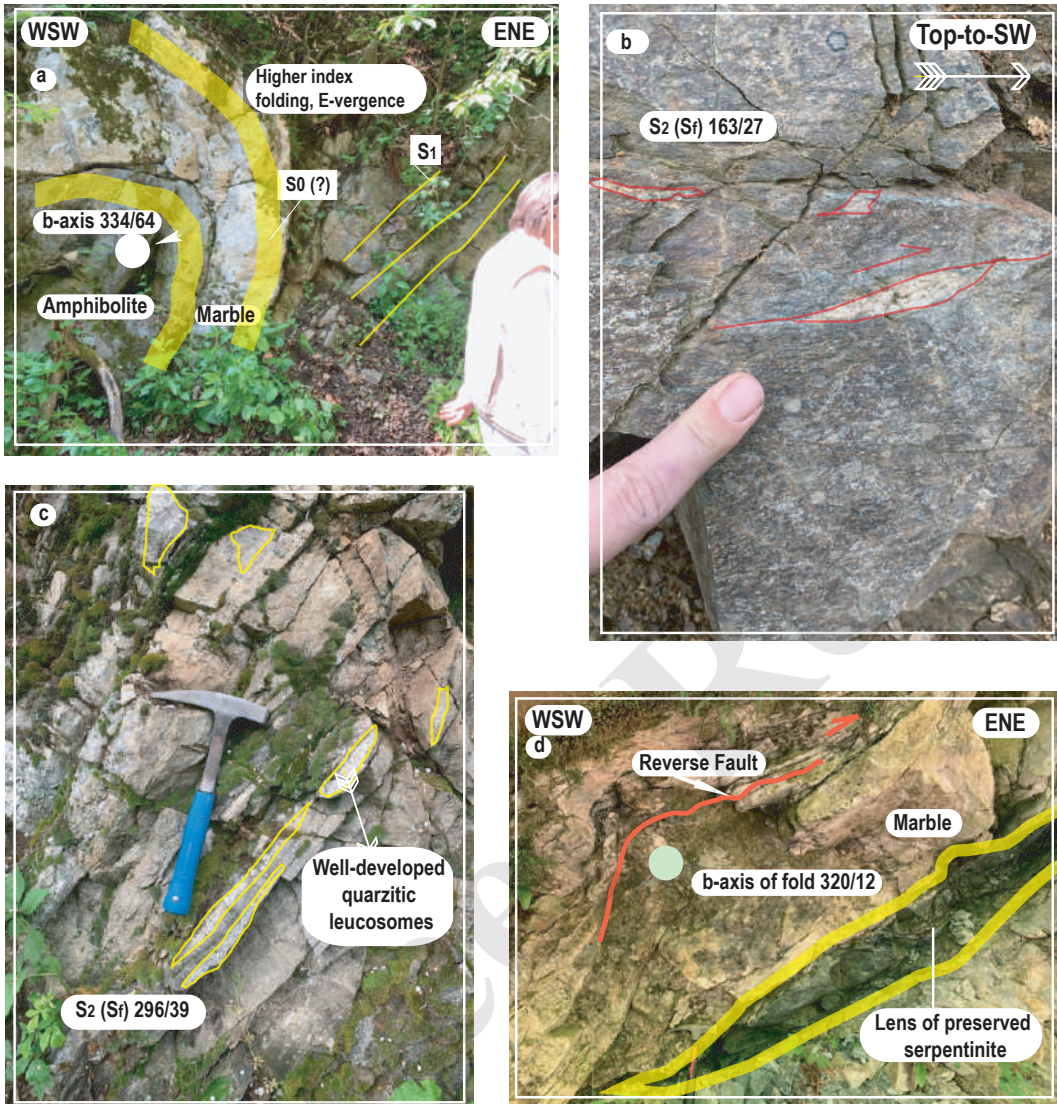 WSW
ENE
a
Higher index
folding, E-vergence
S1
S0 (?)
b-axis 334/64
Amphibolite
Marble
b
Top-to-SW
S2 (Sf) 163/27
c
Well-developed
quarzitic
leucosomes
S2 (Sf) 296/39
WSW
ENE
d
Reverse Fault
Marble
b-axis of fold 320/12
Lens of preserved
serpentinite